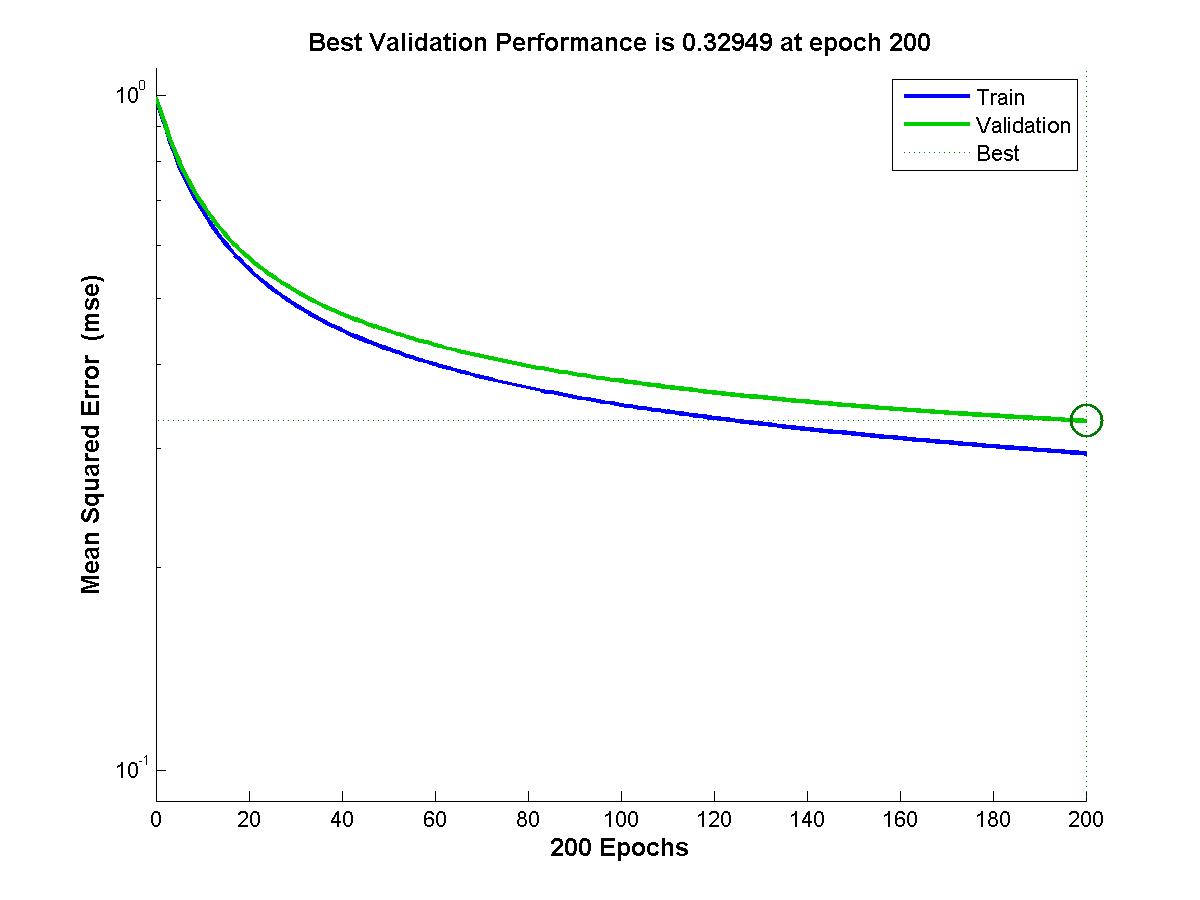 Best Validation Performance is 0.32949 at epoch 200
10^0
Train
Validation
Best
Mean Squared Error (mse)
10^-1
0 20 40 60 80 100 120 140 160 180 200
200 Epochs